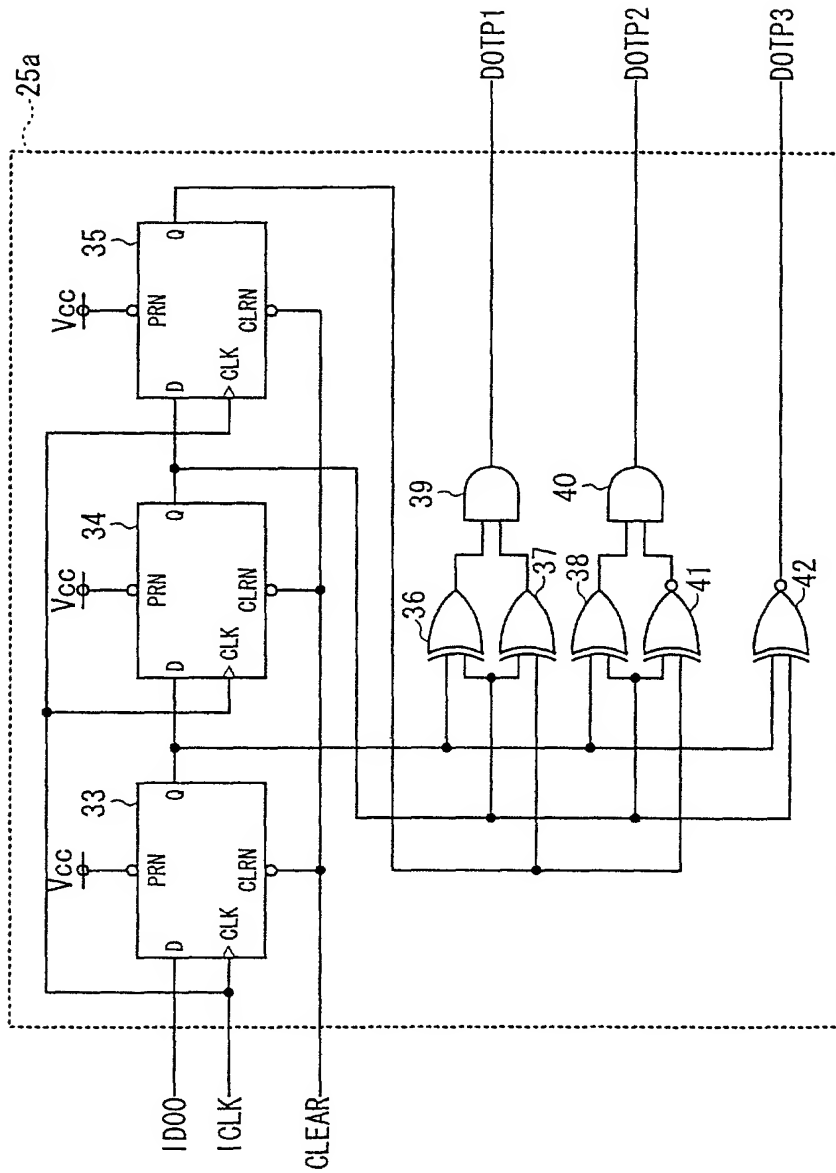 25a
Vcc
Vcc
Vcc
33
34
35
PRN
D
Q
CLK
CLRN
PRN
D
Q
CLK
CLRN
PRN
D
Q
CLK
CLRN
ID00
ICLK
CLEAR
36
37
38
41
42
39
40
DOTP1
DOTP2
DOTP3